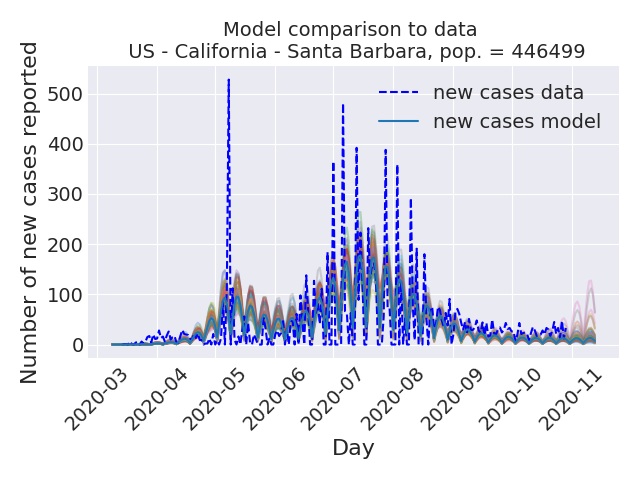 Model comparison to data
US - California - Santa Barbara, pop. = 446499
Number of new cases reported
500
400
300
200
100
0
new cases data
new cases model
2020-03
2020-04
2020-05
2020-06
2020-07
2020-08
2020-09
2020-10
2020-11
Day